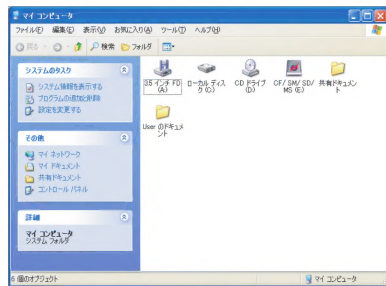 マイ コンピュータ
ファイル(F) 編集(E) 表示(V) お気に入り(A) ツール(T) ヘルプ(H)
戻る 検索 フォルダ
システムのタスク
システム情報を表示する
プログラムの追加と削除
設定を変更する
その他
マイ ネットワーク
マイ ドキュメント
共有ドキュメント
コントロール パネル
詳細
マイ コンピュータ
システム フォルダ
3.5 インチ FD (A:)
ローカル ディスク (C:)
CD ドライブ (D:)
CF/ SM/ SD/ MS (E:)
共有ドキュメント
User のドキュメント
6 個のオブジェクト
マイ コンピュータ